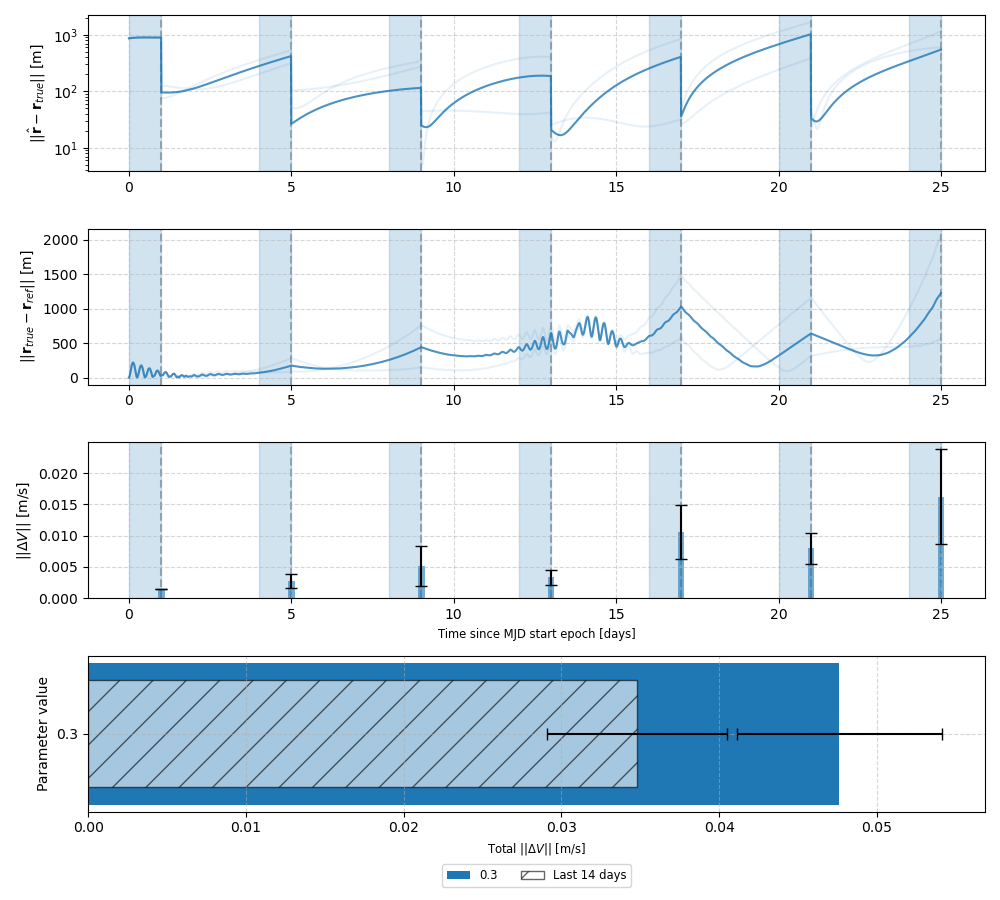 ||r̂ − r_true|| [m]
10³
10²
10¹
0 5 10 15 20 25
||r_true − r_ref|| [m]
2000
1500
1000
500
0
0 5 10 15 20 25
||ΔV|| [m/s]
0.020
0.015
0.010
0.005
0.000
0 5 10 15 20 25
Time since MJD start epoch [days]
Parameter value
0.3
0.00 0.01 0.02 0.03 0.04 0.05
Total ||ΔV|| [m/s]
0.3 Last 14 days